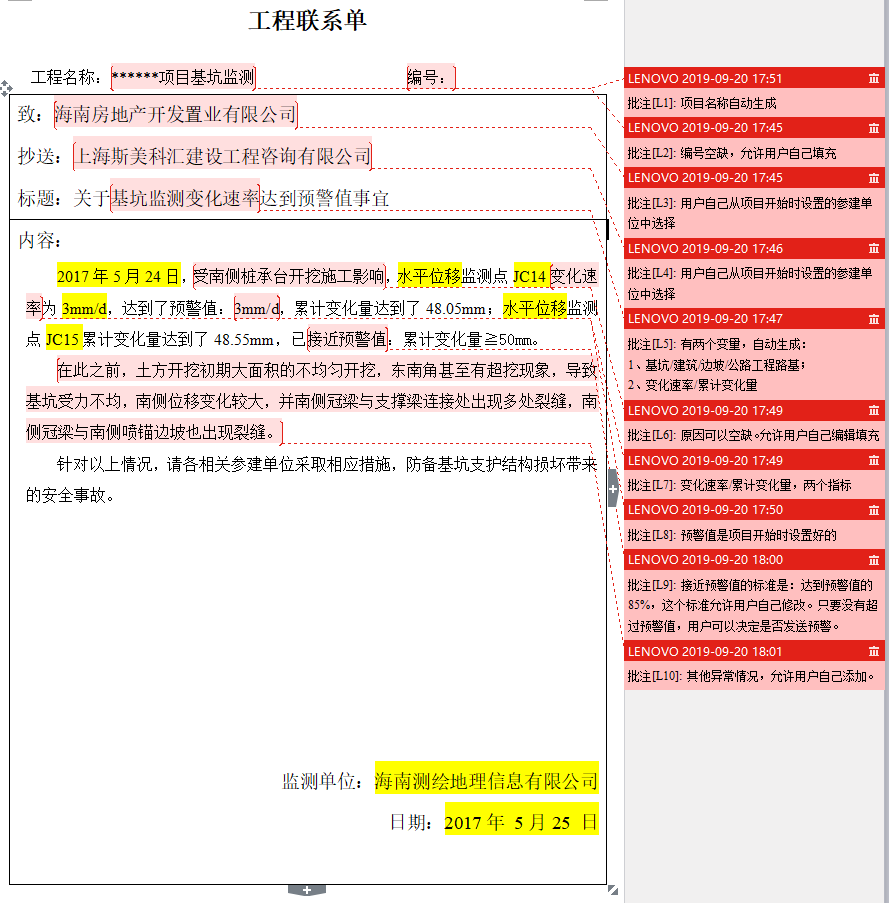 工程联系单
工程名称：******项目基坑监测 编号：
致：海南房地产开发置业有限公司
抄送：上海斯美科汇建设工程咨询有限公司
标题：关于基坑监测变化速率达到预警值事宜
内容：
2017 年 5 月 24 日，受南侧桩承台开挖施工影响，水平位移监测点 JC14 变化速
率为 3mm/d，达到了预警值：3mm/d，累计变化量达到了 48.05mm；水平位移监测
点 JC15 累计变化量达到了 48.55mm，已接近预警值：累计变化量≧50mm。
在此之前，土方开挖初期大面积的不均匀开挖，东南角甚至有超挖现象，导致
基坑受力不均，南侧位移变化较大，并南侧冠梁与支撑梁连接处出现多处裂缝，南
侧冠梁与南侧喷锚边坡也出现裂缝。
针对以上情况，请各相关参建单位采取相应措施，防备基坑支护结构损坏带来
的安全事故。
监测单位：海南测绘地理信息有限公司
日期：2017 年 5 月 25 日
LENOVO 2019-09-20 17:51
批注[L1]: 项目名称自动生成
LENOVO 2019-09-20 17:45
批注[L2]: 编号空缺，允许用户自己填充
LENOVO 2019-09-20 17:45
批注[L3]: 用户自己从项目开始时设置的参建单
位中选择
LENOVO 2019-09-20 17:46
批注[L4]: 用户自己从项目开始时设置的参建单
位中选择
LENOVO 2019-09-20 17:47
批注[L5]: 有两个变量，自动生成：
1、基坑/建筑/边坡/公路工程路基；
2、变化速率/累计变化量
LENOVO 2019-09-20 17:49
批注[L6]: 原因可以空缺。允许用户自己编辑填充
LENOVO 2019-09-20 17:49
批注[L7]: 变化速率/累计变化量，两个指标
LENOVO 2019-09-20 17:50
批注[L8]: 预警值是项目开始时设置好的
LENOVO 2019-09-20 18:00
批注[L9]: 接近预警值的标准是：达到预警值的
85%，这个标准允许用户自己修改。只要没有超
过预警值，用户可以决定是否发送预警。
LENOVO 2019-09-20 18:01
批注[L10]: 其他异常情况，允许用户自己添加。